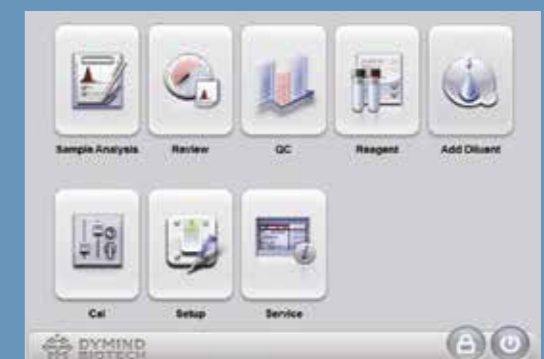 Sample Analysis Review QC Reagent Add Diluent
Cal Setup Service
DYMIND
BIOTECH